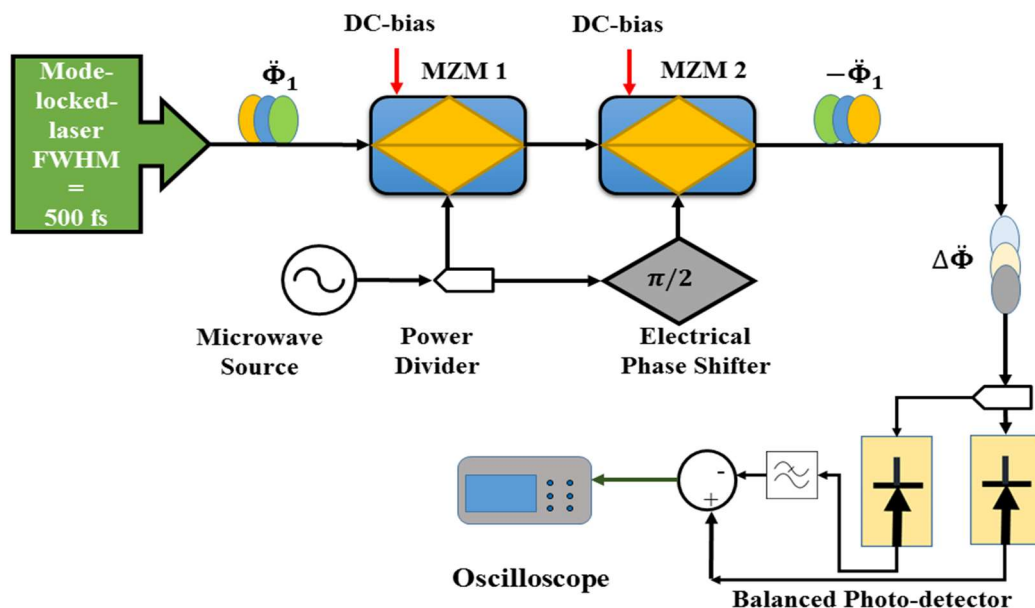 DC-bias
DC-bias
Mode-
locked-
laser
FWHM
=
500 fs
Φ̈₁
MZM 1
MZM 2
−Φ̈₁
ΔΦ̈
π/2
Microwave
Source
Power
Divider
Electrical
Phase Shifter
-
+
Oscilloscope
Balanced Photo-detector